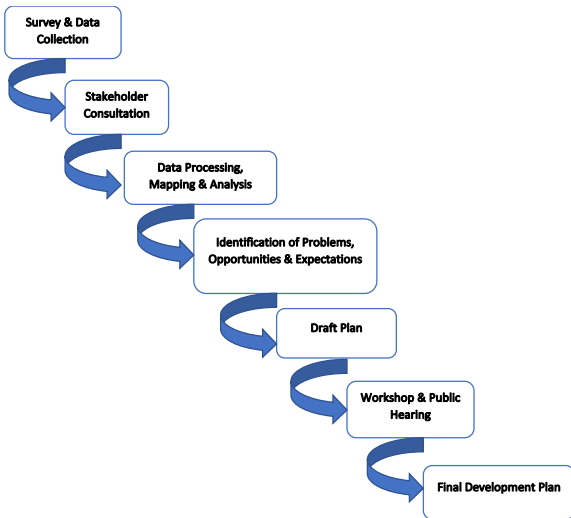 Survey & Data
Collection
Stakeholder
Consultation
Data Processing,
Mapping & Analysis
Identification of Problems,
Opportunities & Expectations
Draft Plan
Workshop & Public
Hearing
Final Development Plan